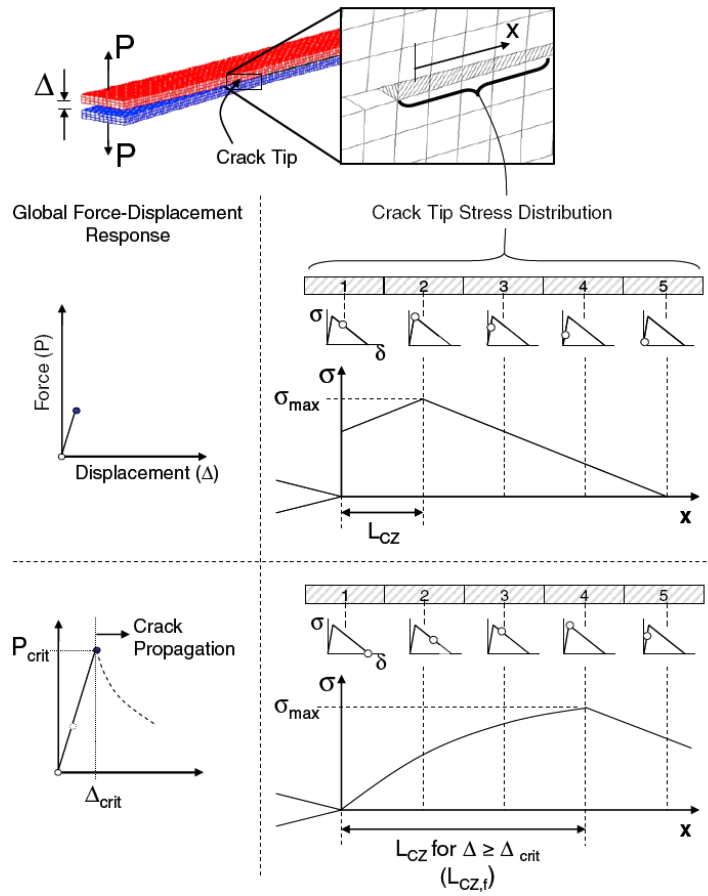 P
Δ
P
Crack Tip
x
Global Force-Displacement
Response
Crack Tip Stress Distribution
1 2 3 4 5
σ
δ
Force (P)
Displacement (Δ)
σ
σmax
x
LCZ
Pcrit
Crack
Propagation
Δcrit
1 2 3 4 5
σ
δ
σ
σmax
x
LCZ for Δ ≥ Δ crit
(LCZ,f)